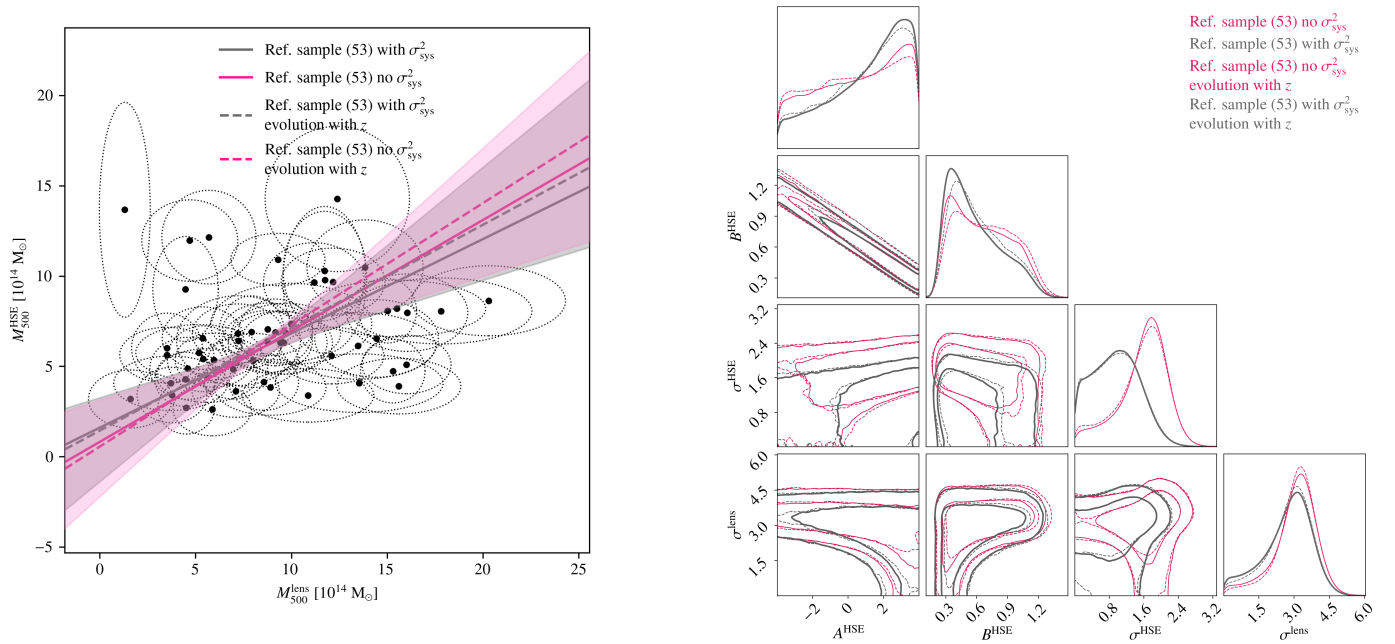 Ref. sample (53) with σ²sys
Ref. sample (53) no σ²sys
Ref. sample (53) with σ²sys
evolution with z
Ref. sample (53) no σ²sys
evolution with z
20
15
10
5
0
−5
M^HSE_500 [10^14 M⊙]
0
5
10
15
20
25
M^lens_500 [10^14 M⊙]
Ref. sample (53) no σ²sys
Ref. sample (53) with σ²sys
Ref. sample (53) no σ²sys
evolution with z
Ref. sample (53) with σ²sys
evolution with z
B^HSE
1.2
0.9
0.6
0.3
σ^HSE
3.2
2.4
1.6
0.8
σ^lens
6.0
4.5
3.0
1.5
−2
0
2
A^HSE
0.3
0.6
0.9
1.2
B^HSE
0.8
1.6
2.4
3.2
σ^HSE
1.5
3.0
4.5
6.0
σ^lens